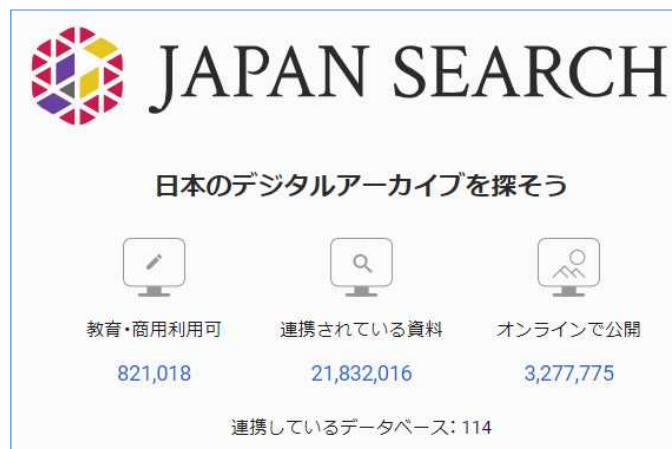 JAPAN SEARCH
日本のデジタルアーカイブを探そう
教育・商用利用可 連携されている資料 オンラインで公開
821,018 21,832,016 3,277,775
連携しているデータベース: 114